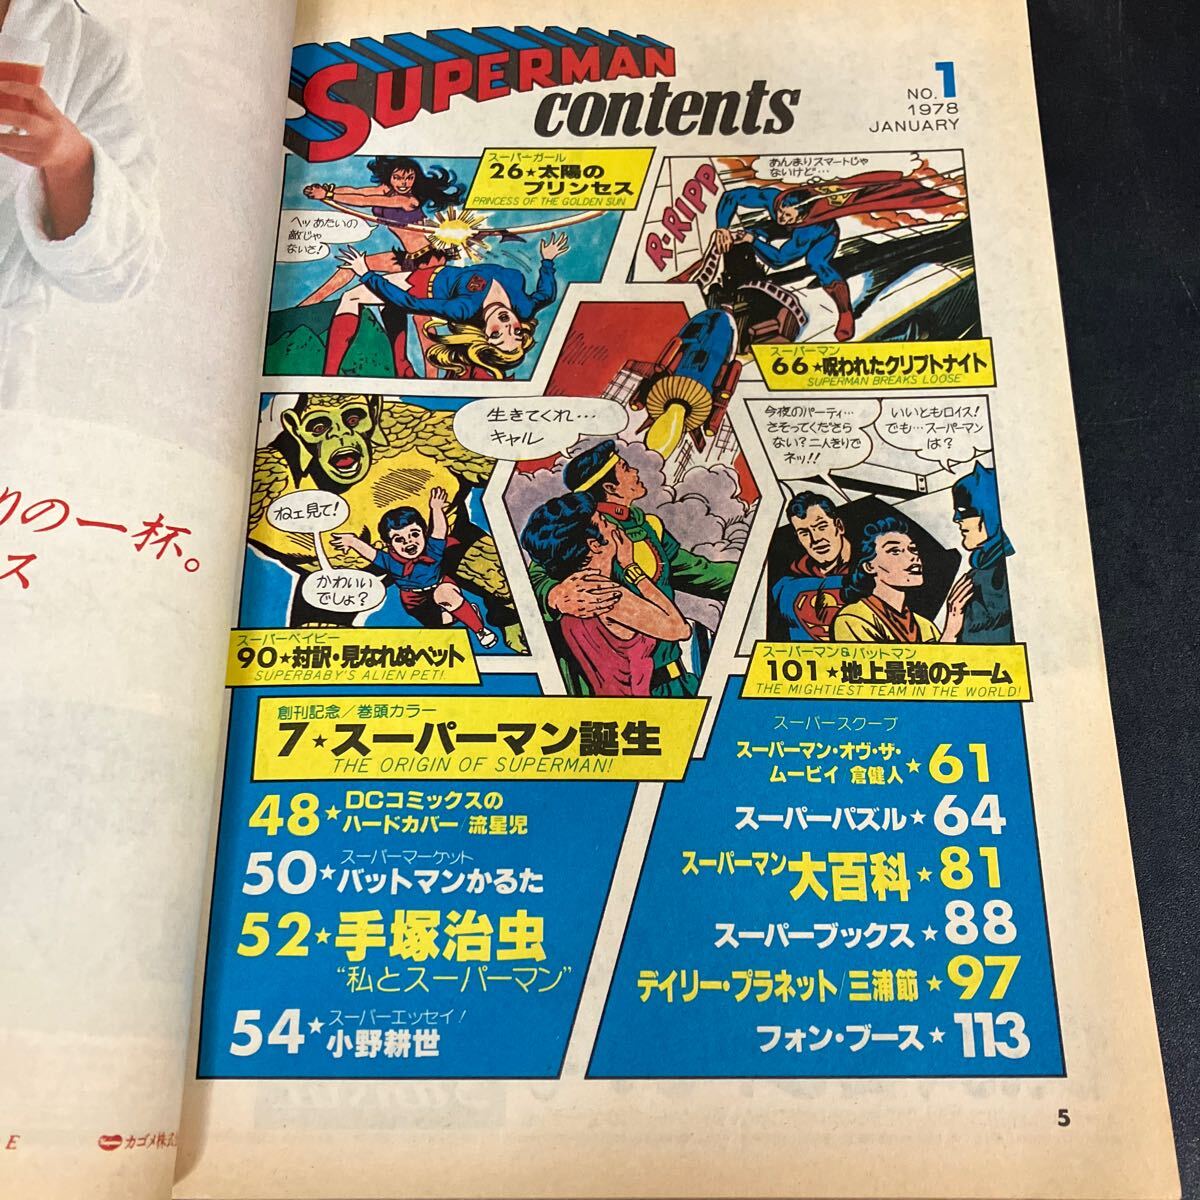 SUPERMAN
contents
NO.1
1978
JANUARY
スーパーガール
26★太陽の
プリンセス
PRINCESS OF THE GOLDEN SUN
ヘッ あたいの
敵じゃ
ないさ!
あんまりスマートじゃ
ないけど…
R-RIPP
スーパーマン
66★呪われたクリプトナイト
SUPERMAN BREAKS LOOSE
生きてくれ…
キャル
ねェ見て!
かわいい
でしょ?
スーパーベイビー
90★対訳・見なれぬペット
SUPERBABY'S ALIEN PET!
今夜のパーティ…
さそってくださら
ない?二人きりで
ネッ!!
いいともロイス!
でも…スーパーマン
は?
スーパーマン&バットマン
101★地上最強のチーム
THE MIGHTIEST TEAM IN THE WORLD!
創刊記念/巻頭カラー
7★スーパーマン誕生
THE ORIGIN OF SUPERMAN!
48★DCコミックスの
ハードカバー/流星児
スーパーマーケット
50★バットマンかるた
52★手塚治虫
“私とスーパーマン”
スーパーエッセイ!
54★小野耕世
スーパースクープ
スーパーマン・オヴ・ザ・
ムービイ/倉健人★61
スーパーパズル★64
スーパーマン大百科★81
スーパーブックス★88
デイリー・プラネット/三浦節★97
フォン・ブース★113
5
の一杯。
ス
E
カゴメ株式